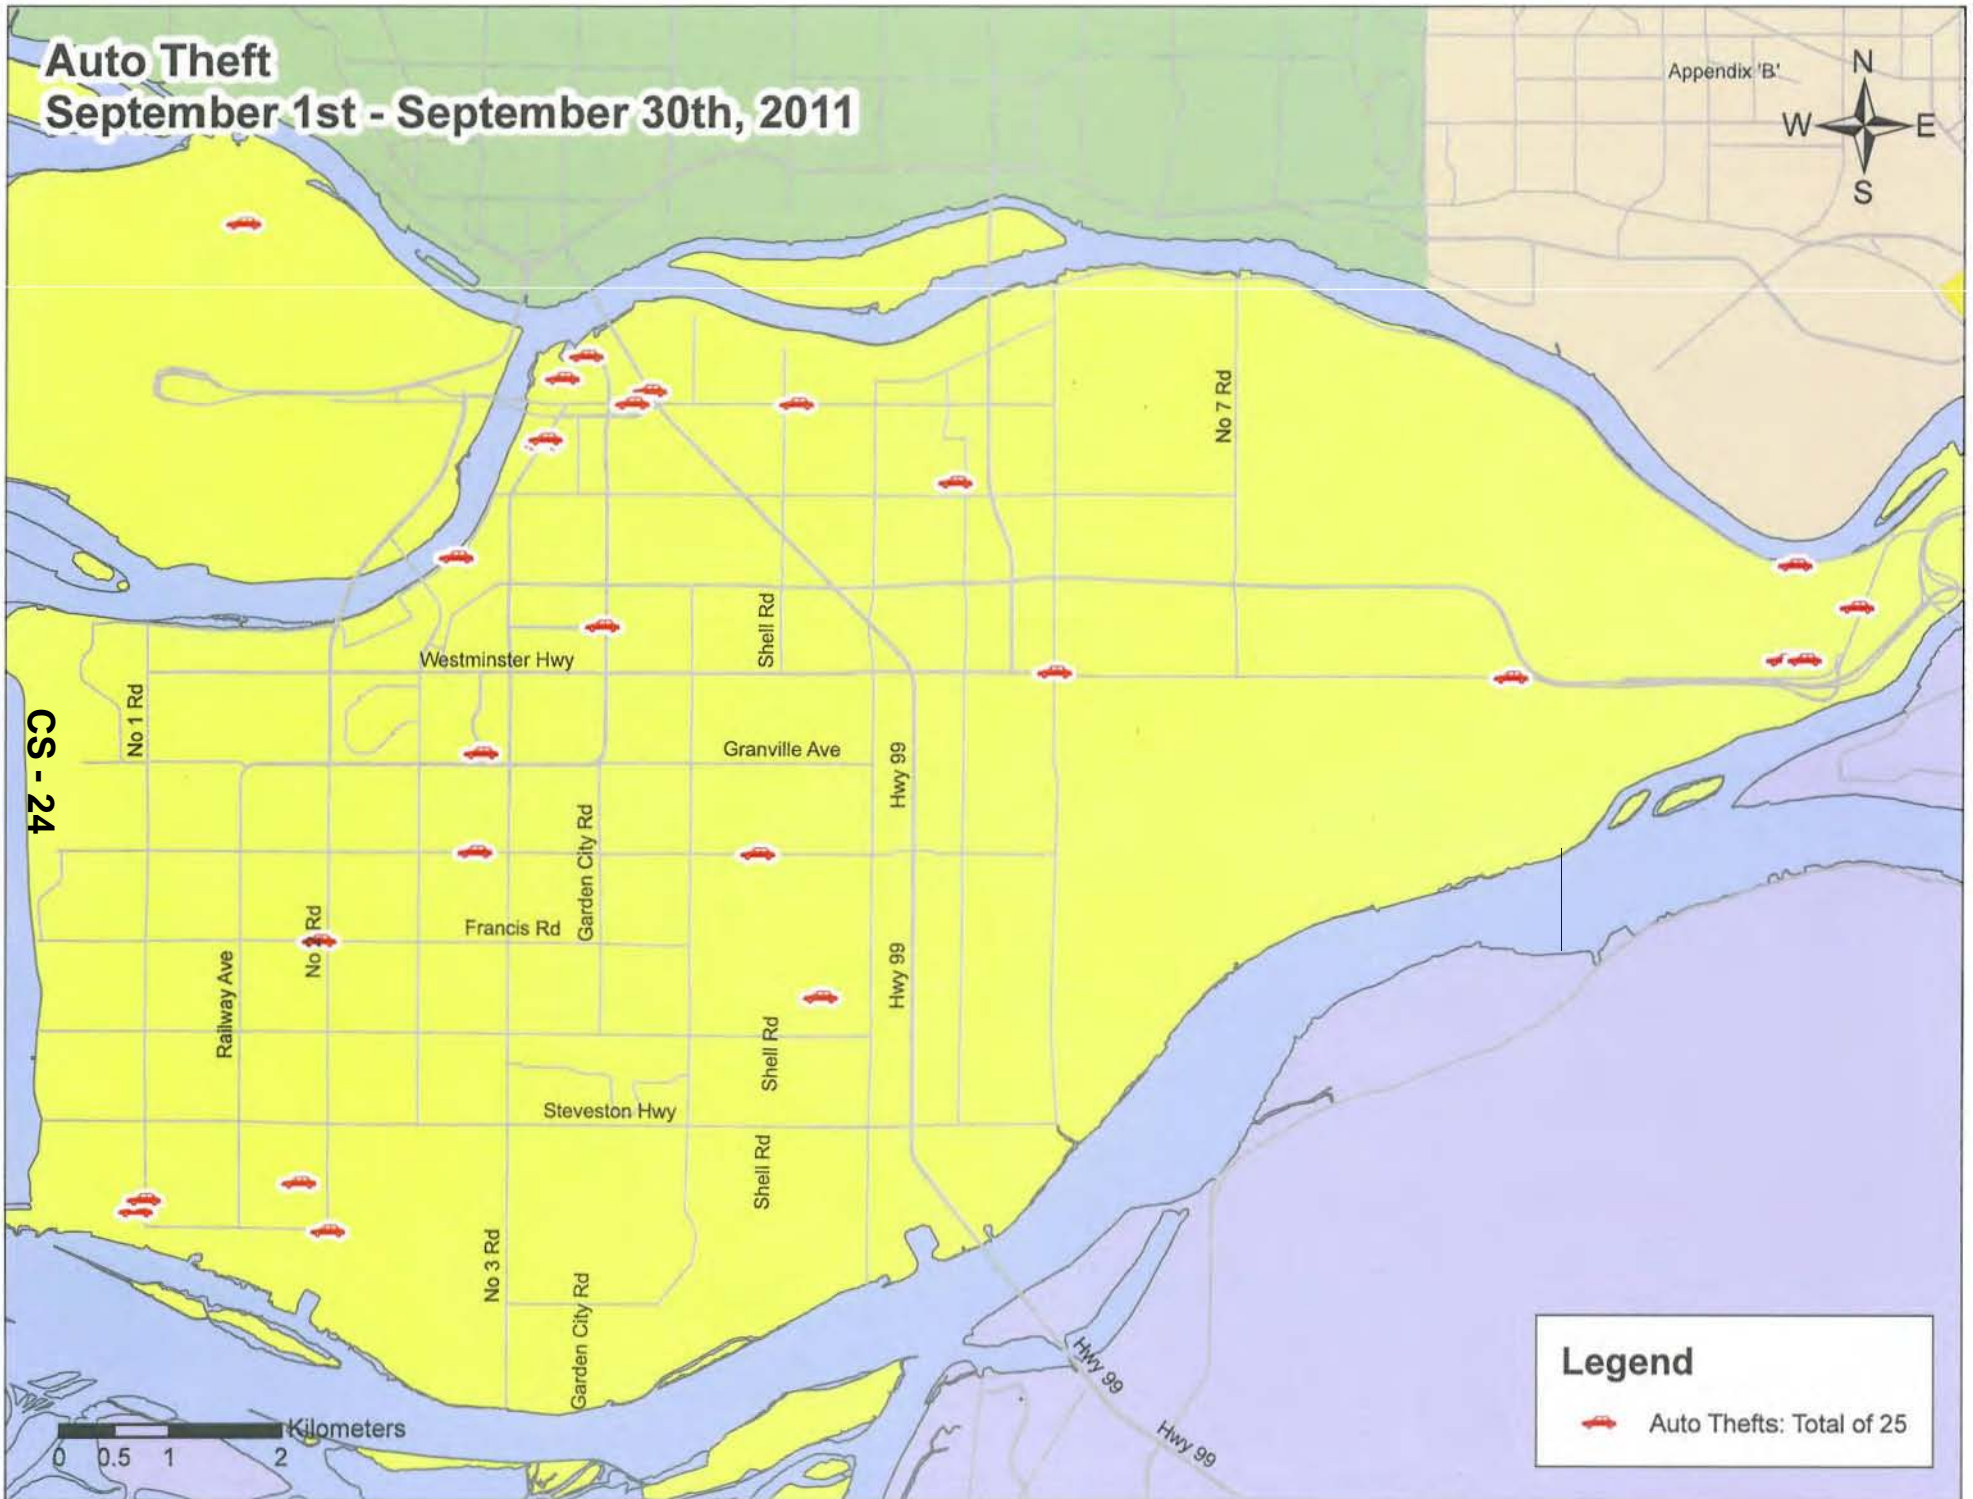 Auto Theft
September 1st - September 30th, 2011
Appendix 'B'
N
W
E
S
No 7 Rd
Shell Rd
Westminster Hwy
No 1 Rd
CS - 24
Granville Ave
Hwy 99
Garden City Rd
No Rd
Francis Rd
Railway Ave
Hwy 99
Shell Rd
Steveston Hwy
Shell Rd
No 3 Rd
Garden City Rd
Hwy 99
Hwy 99
Kilometers
0 0.5 1 2
Legend
Auto Thefts: Total of 25